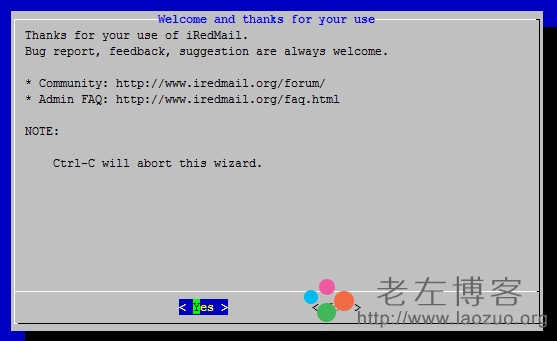 Welcome and thanks for your use
Thanks for your use of iRedMail.
Bug report, feedback, suggestion are always welcome.
* Community: http://www.iredmail.org/forum/
* Admin FAQ: http://www.iredmail.org/faq.html
NOTE:
Ctrl-C will abort this wizard.
< Yes >
老左博客
http://www.laozuo.org